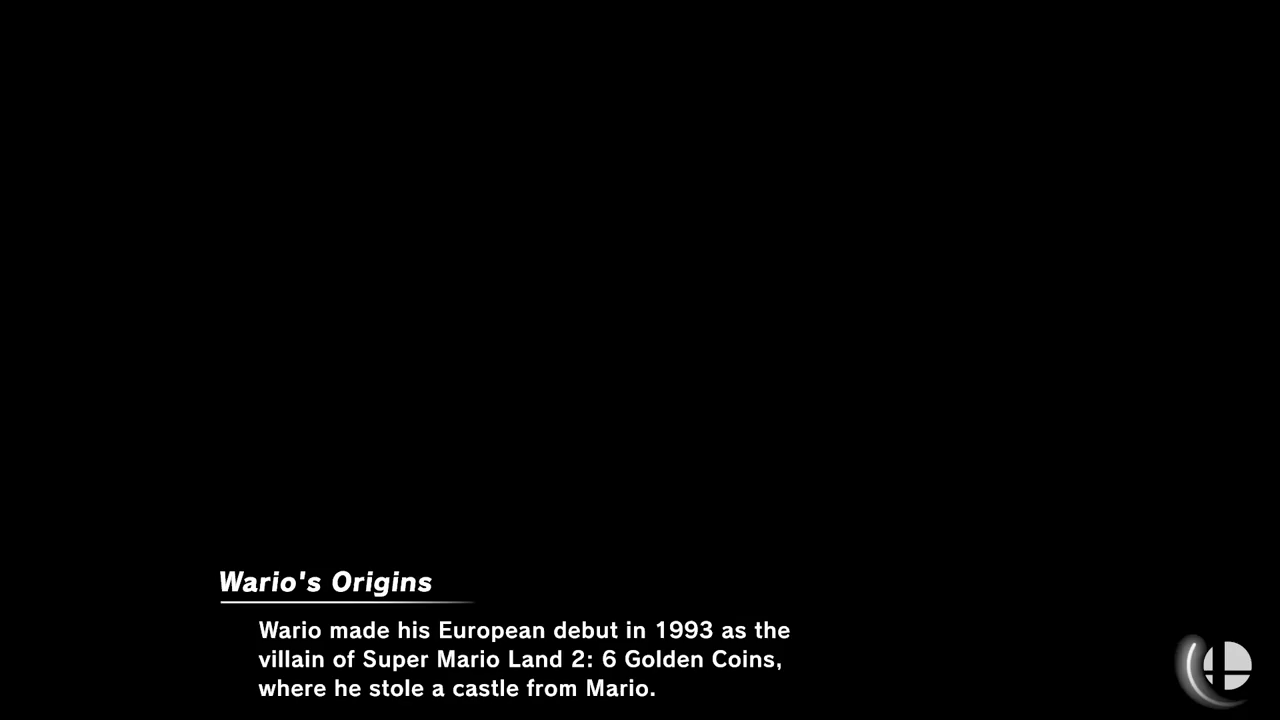 Wario's Origins
Wario made his European debut in 1993 as the
villain of Super Mario Land 2: 6 Golden Coins,
where he stole a castle from Mario.